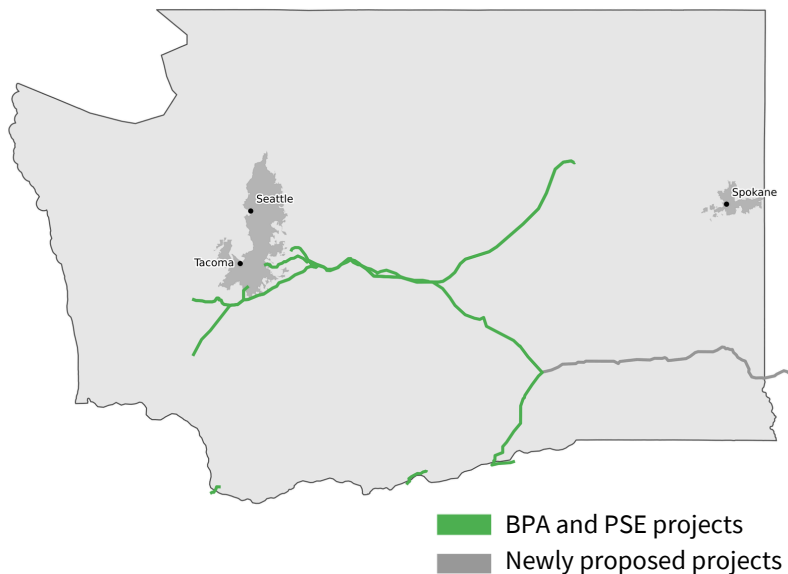 Seattle
Spokane
Tacoma
BPA and PSE projects
Newly proposed projects